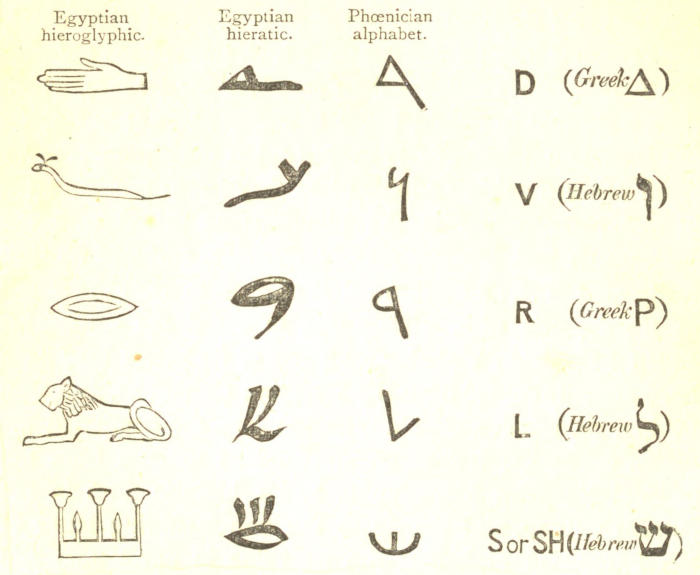 Egyptian hieroglyphic.
Egyptian hieratic.
Phœnician alphabet.
D (Greek Δ)
V (Hebrew ו)
R (Greek P)
L (Hebrew ל)
S or SH (Hebrew ש)